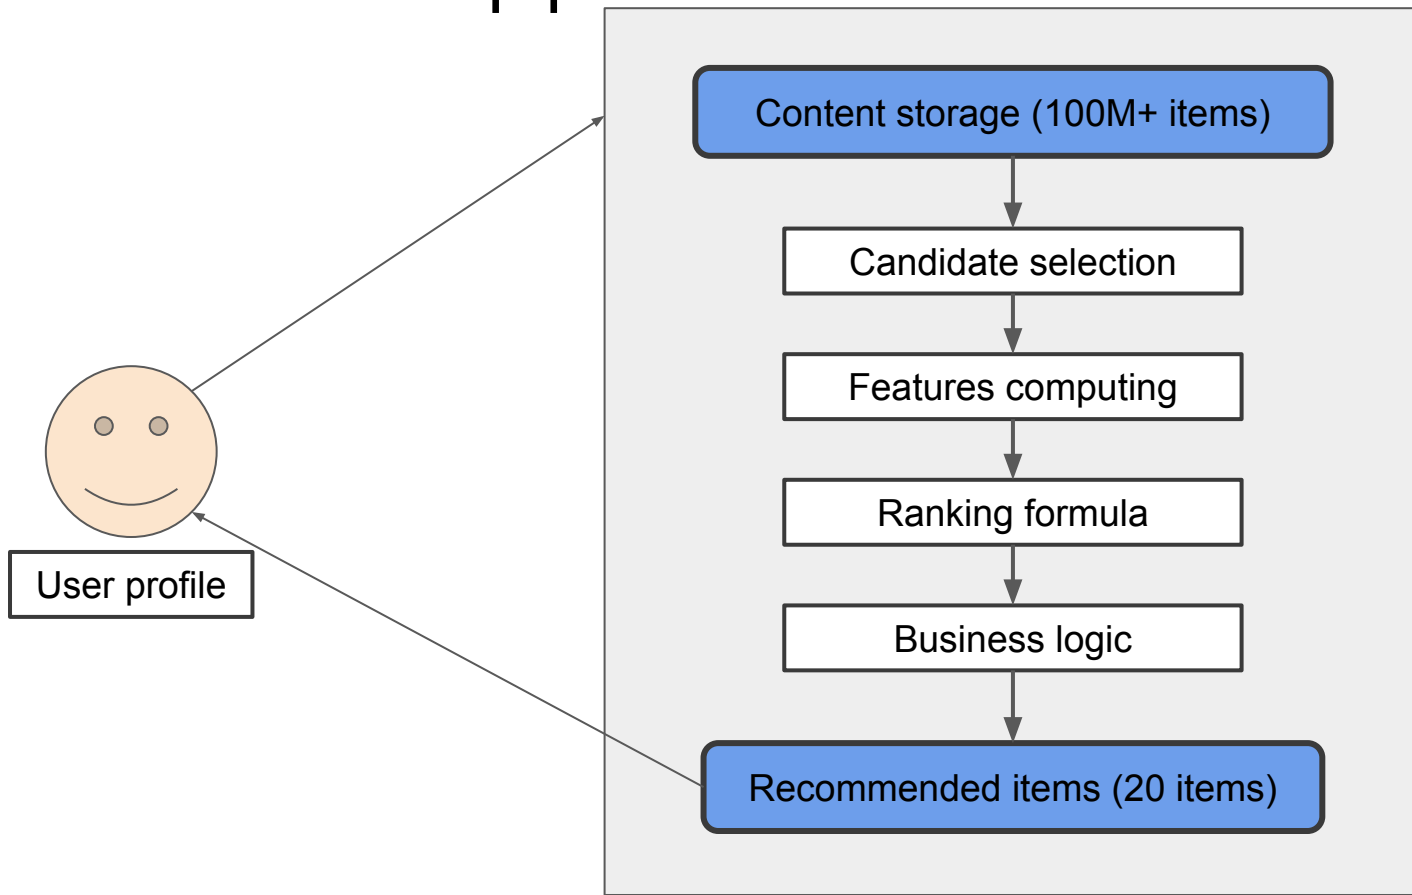 Content storage (100M+ items)
Candidate selection
Features computing
Ranking formula
Business logic
Recommended items (20 items)
User profile